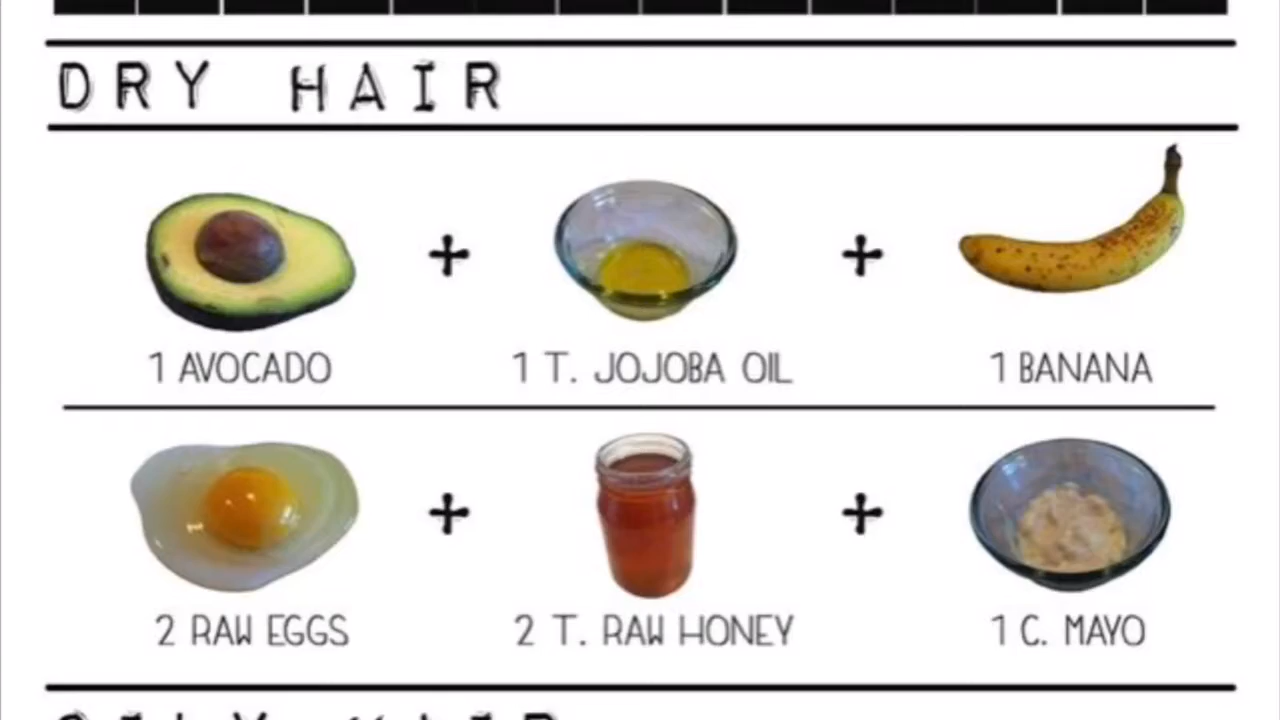 DRY HAIR
1 AVOCADO
1 T. JOJOBA OIL
1 BANANA
2 RAW EGGS
2 T. RAW HONEY
1 C. MAYO